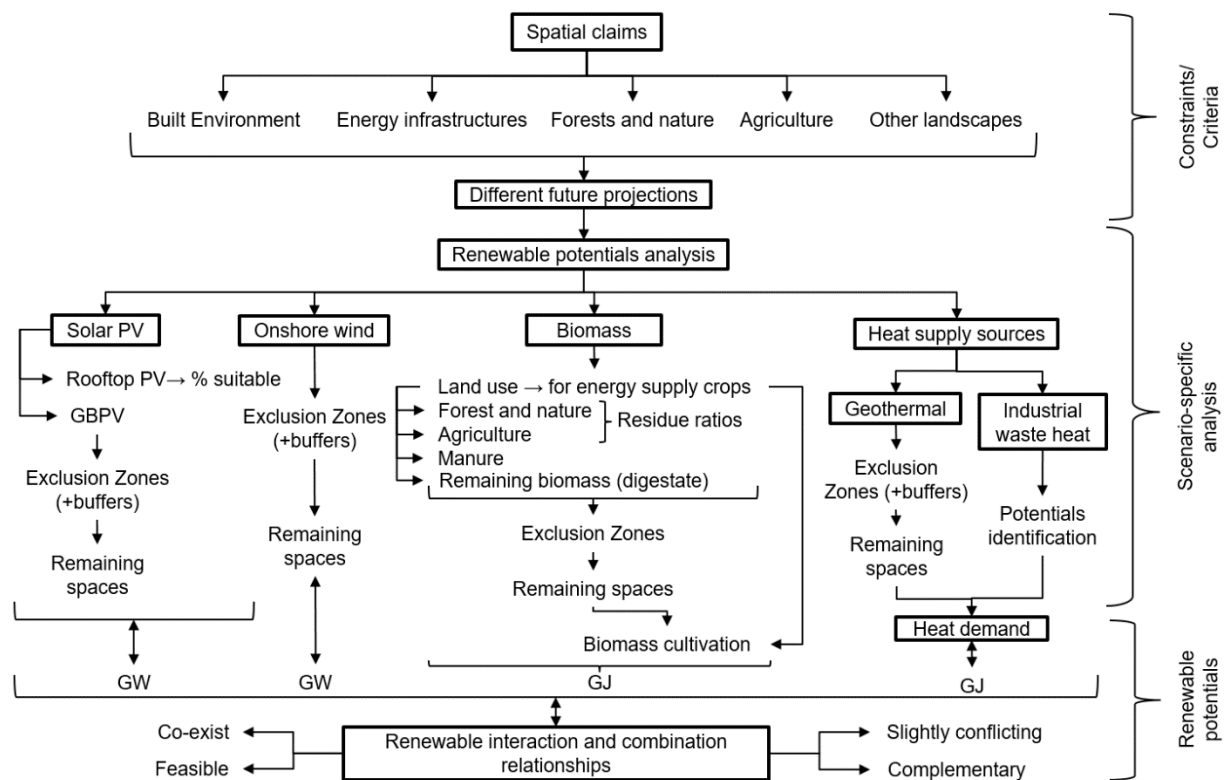 Spatial claims
Built Environment
Energy infrastructures
Forests and nature
Agriculture
Other landscapes
Constraints/
Criteria
Different future projections
Renewable potentials analysis
Solar PV
Onshore wind
Biomass
Heat supply sources
Rooftop PV→ % suitable
GBPV
Exclusion Zones
(+buffers)
Remaining
spaces
Exclusion Zones
(+buffers)
Remaining
spaces
Land use → for energy supply crops
Forest and nature
Agriculture
Residue ratios
Manure
Remaining biomass (digestate)
Exclusion Zones
Remaining spaces
Biomass cultivation
Geothermal
Industrial
waste heat
Exclusion
Zones (+buffers)
Remaining
spaces
Potentials
identification
Heat demand
Scenario-specific
analysis
GW
GW
GJ
GJ
Renewable
potentials
Co-exist
Feasible
Renewable interaction and combination
relationships
Slightly conflicting
Complementary